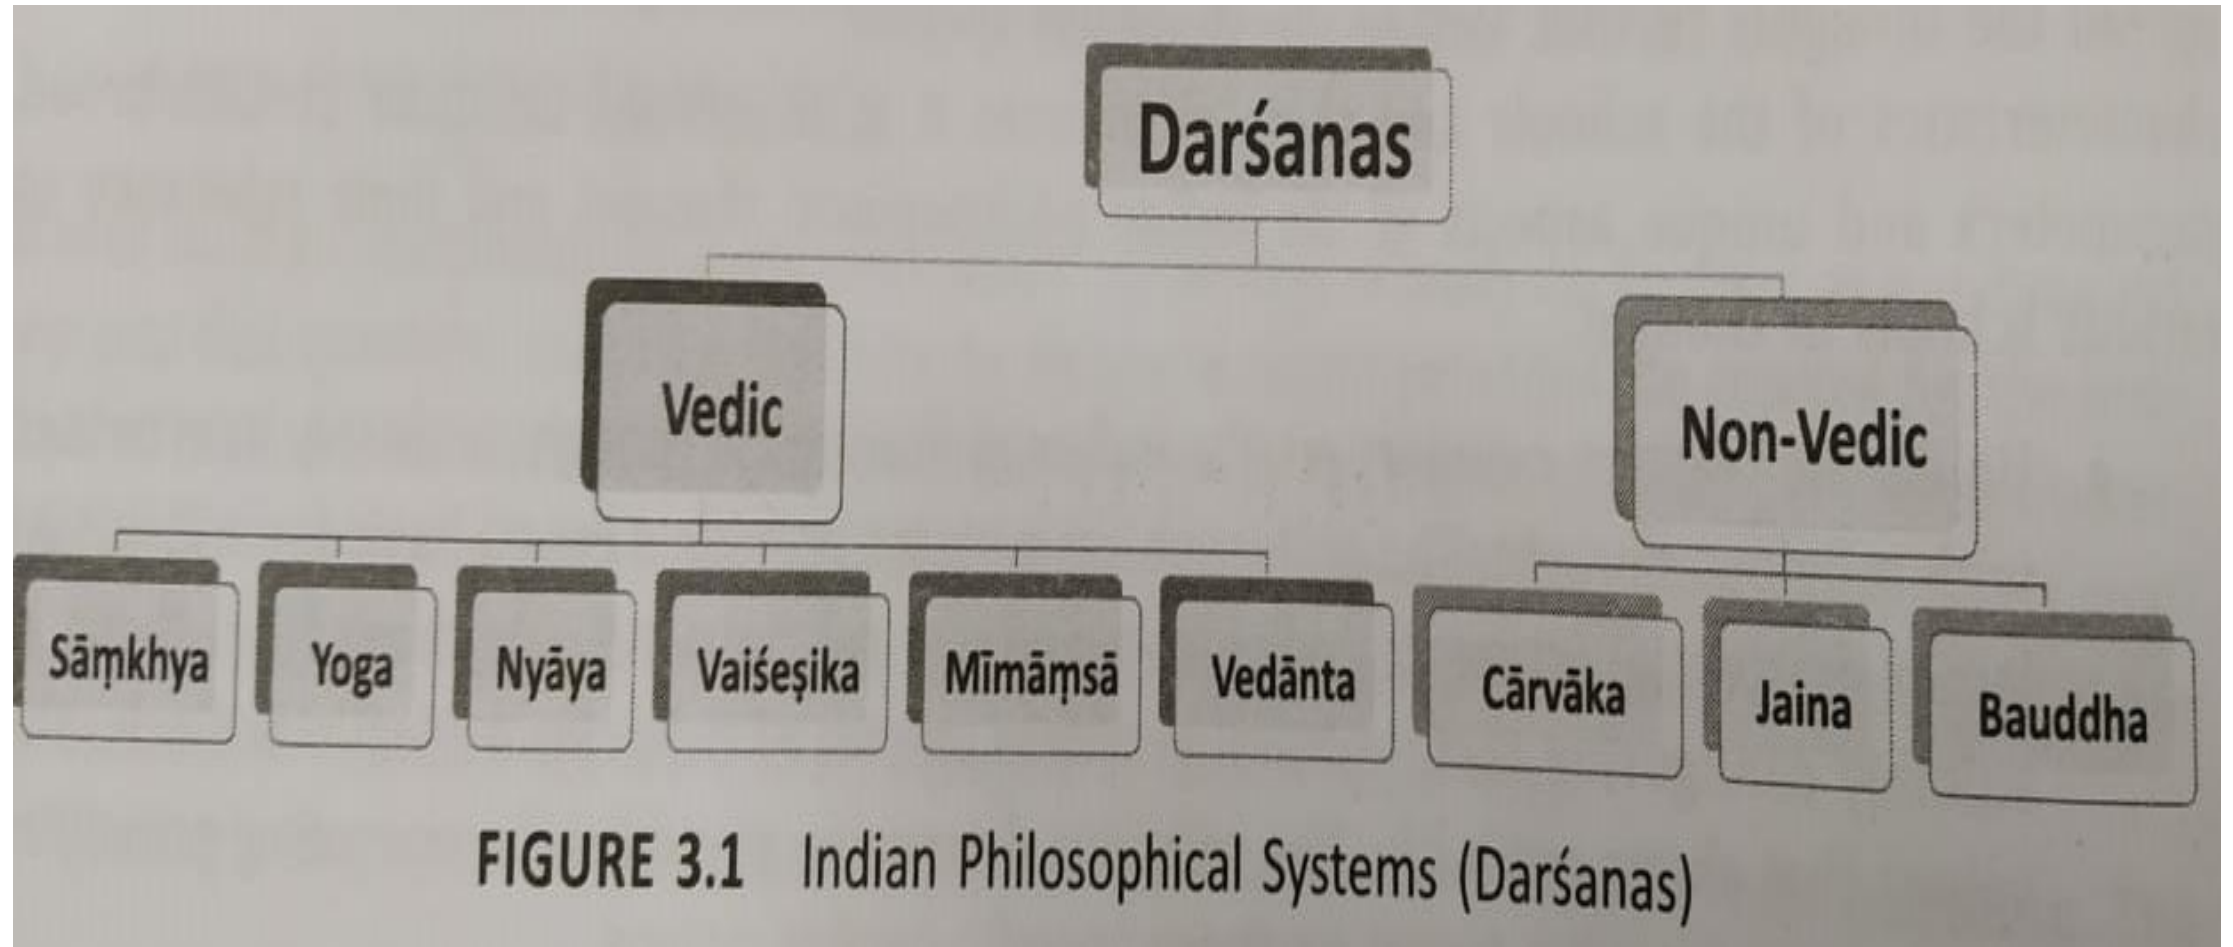 Darśanas
Vedic
Non-Vedic
Sāṃkhya
Yoga
Nyāya
Vaiśeṣika
Mīmāṃsā
Vedānta
Cārvāka
Jaina
Bauddha
FIGURE 3.1 Indian Philosophical Systems (Darśanas)